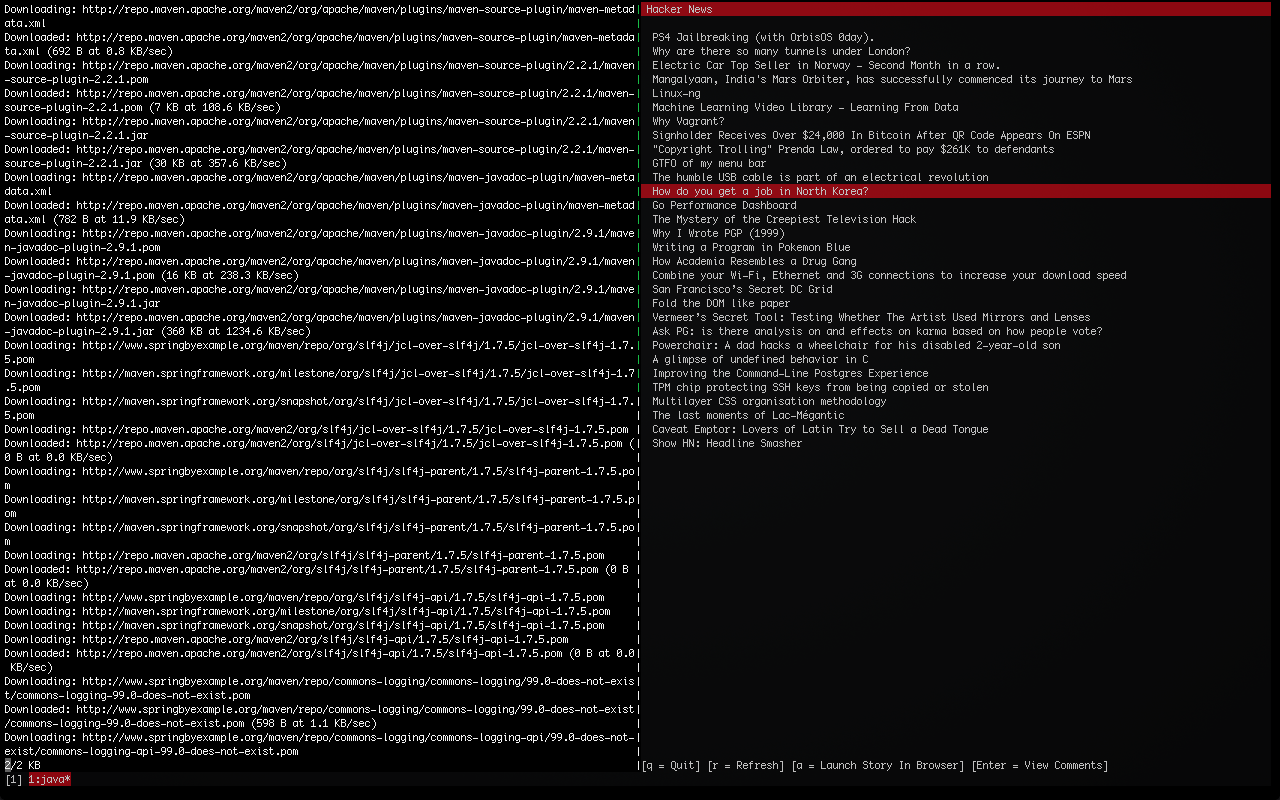 Downloading: http://repo.maven.apache.org/maven2/org/apache/maven/plugins/maven-source-plugin/maven-metad
ata.xml
Downloaded: http://repo.maven.apache.org/maven2/org/apache/maven/plugins/maven-source-plugin/maven-metada
ta.xml (692 B at 0.8 KB/sec)
Downloading: http://repo.maven.apache.org/maven2/org/apache/maven/plugins/maven-source-plugin/2.2.1/maven
-source-plugin-2.2.1.pom
Downloaded: http://repo.maven.apache.org/maven2/org/apache/maven/plugins/maven-source-plugin/2.2.1/maven-
source-plugin-2.2.1.pom (7 KB at 108.6 KB/sec)
Downloading: http://repo.maven.apache.org/maven2/org/apache/maven/plugins/maven-source-plugin/2.2.1/maven
-source-plugin-2.2.1.jar
Downloaded: http://repo.maven.apache.org/maven2/org/apache/maven/plugins/maven-source-plugin/2.2.1/maven-
source-plugin-2.2.1.jar (30 KB at 357.6 KB/sec)
Downloading: http://repo.maven.apache.org/maven2/org/apache/maven/plugins/maven-javadoc-plugin/maven-meta
data.xml
Downloaded: http://repo.maven.apache.org/maven2/org/apache/maven/plugins/maven-javadoc-plugin/maven-metad
ata.xml (782 B at 11.9 KB/sec)
Downloading: http://repo.maven.apache.org/maven2/org/apache/maven/plugins/maven-javadoc-plugin/2.9.1/mave
n-javadoc-plugin-2.9.1.pom
Downloaded: http://repo.maven.apache.org/maven2/org/apache/maven/plugins/maven-javadoc-plugin/2.9.1/maven
-javadoc-plugin-2.9.1.pom (16 KB at 238.3 KB/sec)
Downloading: http://repo.maven.apache.org/maven2/org/apache/maven/plugins/maven-javadoc-plugin/2.9.1/mave
n-javadoc-plugin-2.9.1.jar
Downloaded: http://repo.maven.apache.org/maven2/org/apache/maven/plugins/maven-javadoc-plugin/2.9.1/maven
-javadoc-plugin-2.9.1.jar (360 KB at 1234.6 KB/sec)
Downloading: http://www.springbyexample.org/maven/repo/org/slf4j/jcl-over-slf4j/1.7.5/jcl-over-slf4j-1.7.
5.pom
Downloading: http://maven.springframework.org/milestone/org/slf4j/jcl-over-slf4j/1.7.5/jcl-over-slf4j-1.7
.5.pom
Downloading: http://maven.springframework.org/snapshot/org/slf4j/jcl-over-slf4j/1.7.5/jcl-over-slf4j-1.7.
5.pom
Downloading: http://repo.maven.apache.org/maven2/org/slf4j/jcl-over-slf4j/1.7.5/jcl-over-slf4j-1.7.5.pom
Downloaded: http://repo.maven.apache.org/maven2/org/slf4j/jcl-over-slf4j/1.7.5/jcl-over-slf4j-1.7.5.pom (
0 B at 0.0 KB/sec)
Downloading: http://www.springbyexample.org/maven/repo/org/slf4j/slf4j-parent/1.7.5/slf4j-parent-1.7.5.po
m
Downloading: http://maven.springframework.org/milestone/org/slf4j/slf4j-parent/1.7.5/slf4j-parent-1.7.5.p
om
Downloading: http://maven.springframework.org/snapshot/org/slf4j/slf4j-parent/1.7.5/slf4j-parent-1.7.5.po
m
Downloading: http://repo.maven.apache.org/maven2/org/slf4j/slf4j-parent/1.7.5/slf4j-parent-1.7.5.pom
Downloaded: http://repo.maven.apache.org/maven2/org/slf4j/slf4j-parent/1.7.5/slf4j-parent-1.7.5.pom (0 B
at 0.0 KB/sec)
Downloading: http://www.springbyexample.org/maven/repo/org/slf4j/slf4j-api/1.7.5/slf4j-api-1.7.5.pom
Downloading: http://maven.springframework.org/milestone/org/slf4j/slf4j-api/1.7.5/slf4j-api-1.7.5.pom
Downloading: http://maven.springframework.org/snapshot/org/slf4j/slf4j-api/1.7.5/slf4j-api-1.7.5.pom
Downloading: http://repo.maven.apache.org/maven2/org/slf4j/slf4j-api/1.7.5/slf4j-api-1.7.5.pom
Downloaded: http://repo.maven.apache.org/maven2/org/slf4j/slf4j-api/1.7.5/slf4j-api-1.7.5.pom (0 B at 0.0
 KB/sec)
Downloading: http://www.springbyexample.org/maven/repo/commons-logging/commons-logging/99.0-does-not-exis
t/commons-logging-99.0-does-not-exist.pom
Downloaded: http://www.springbyexample.org/maven/repo/commons-logging/commons-logging/99.0-does-not-exist
/commons-logging-99.0-does-not-exist.pom (598 B at 1.1 KB/sec)
Downloading: http://www.springbyexample.org/maven/repo/commons-logging/commons-logging-api/99.0-does-not-
exist/commons-logging-api-99.0-does-not-exist.pom
2/2 KB
Hacker News
PS4 Jailbreaking (with OrbisOS 0day).
Why are there so many tunnels under London?
Electric Car Top Seller in Norway - Second Month in a row.
Mangalyaan, India's Mars Orbiter, has successfully commenced its journey to Mars
Linux-ng
Machine Learning Video Library - Learning From Data
Why Vagrant?
Signholder Receives Over $24,000 In Bitcoin After QR Code Appears On ESPN
"Copyright Trolling" Prenda Law, ordered to pay $261K to defendants
GTFO of my menu bar
The humble USB cable is part of an electrical revolution
How do you get a job in North Korea?
Go Performance Dashboard
The Mystery of the Creepiest Television Hack
Why I Wrote PGP (1999)
Writing a Program in Pokemon Blue
How Academia Resembles a Drug Gang
Combine your Wi-Fi, Ethernet and 3G connections to increase your download speed
San Francisco's Secret DC Grid
Fold the DOM like paper
Vermeer's Secret Tool: Testing Whether The Artist Used Mirrors and Lenses
Ask PG: is there analysis on and effects on karma based on how people vote?
Powerchair: A dad hacks a wheelchair for his disabled 2-year-old son
A glimpse of undefined behavior in C
Improving the Command-Line Postgres Experience
TPM chip protecting SSH keys from being copied or stolen
Multilayer CSS organisation methodology
The last moments of Lac-Mégantic
Caveat Emptor: Lovers of Latin Try to Sell a Dead Tongue
Show HN: Headline Smasher
[q = Quit] [r = Refresh] [a = Launch Story In Browser] [Enter = View Comments]
[1] 1:java*